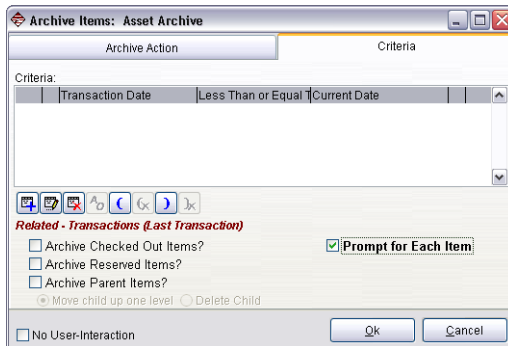 Archive Items: Asset Archive
Archive Action Criteria
Criteria:
Transaction Date Less Than or Equal T Current Date
Related - Transactions (Last Transaction)
Archive Checked Out Items? Prompt for Each Item
Archive Reserved Items?
Archive Parent Items?
Move child up one level Delete Child
No User-Interaction Ok Cancel